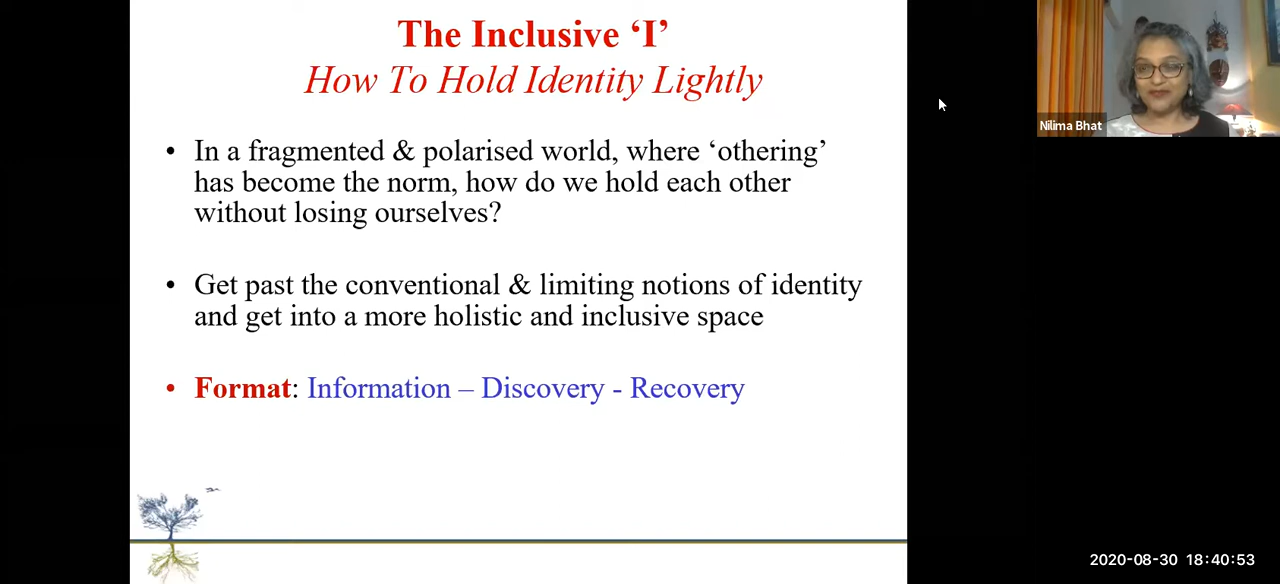 The Inclusive ‘I’
How To Hold Identity Lightly
• In a fragmented & polarised world, where ‘othering’
has become the norm, how do we hold each other
without losing ourselves?
• Get past the conventional & limiting notions of identity
and get into a more holistic and inclusive space
• Format: Information – Discovery - Recovery
Nilima Bhat
2020-08-30 18:40:53